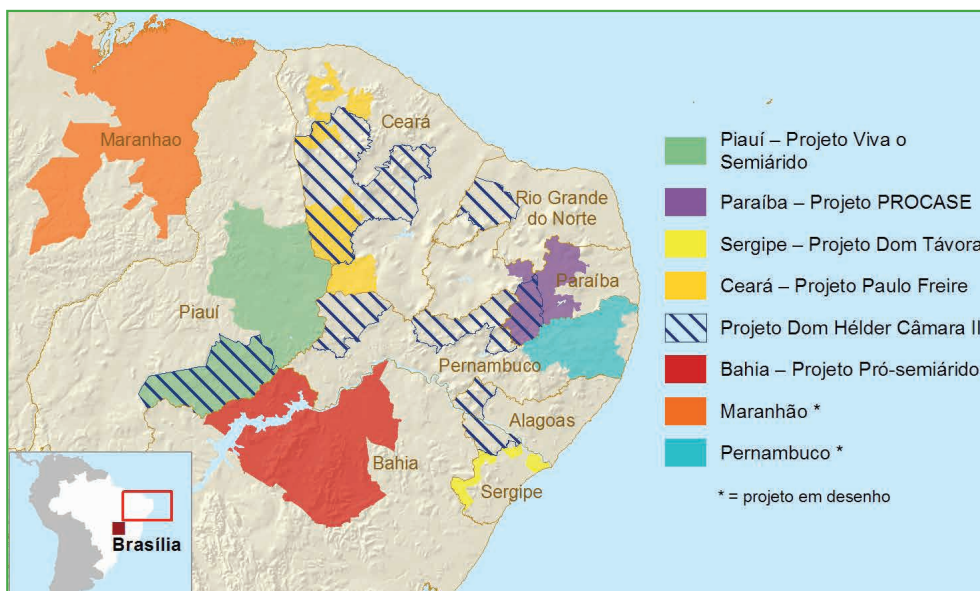 Maranhao
Ceará
Rio Grande
do Norte
Paraíba
Piauí
Pernambuco
Alagoas
Bahia
Sergipe
Brasília
Piauí – Projeto Viva o
Semiárido
Paraíba – Projeto PROCASE
Sergipe – Projeto Dom Távora
Ceará – Projeto Paulo Freire
Projeto Dom Hélder Câmara II
Bahia – Projeto Pró-semiárido
Maranhão *
Pernambuco *
* = projeto em desenho